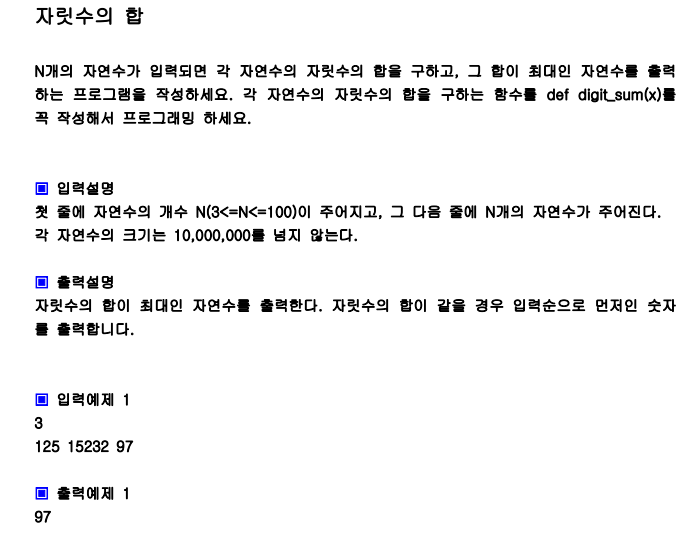 자릿수의 합
N개의 자연수가 입력되면 각 자연수의 자릿수의 합을 구하고, 그 합이 최대인 자연수를 출력
하는 프로그램을 작성하세요. 각 자연수의 자릿수의 합을 구하는 함수를 def digit_sum(x)를
꼭 작성해서 프로그래밍 하세요.
▣ 입력설명
첫 줄에 자연수의 개수 N(3<=N<=100)이 주어지고, 그 다음 줄에 N개의 자연수가 주어진다.
각 자연수의 크기는 10,000,000를 넘지 않는다.
▣ 출력설명
자릿수의 합이 최대인 자연수를 출력한다. 자릿수의 합이 같을 경우 입력순으로 먼저인 숫자
를 출력합니다.
▣ 입력예제 1
3
125 15232 97
▣ 출력예제 1
97